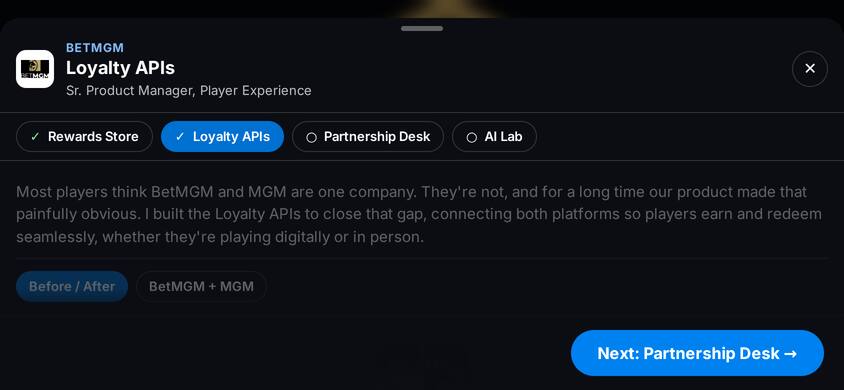 BETMGM
Loyalty APIs
Sr. Product Manager, Player Experience
BETMGM
✓ Rewards Store ✓ Loyalty APIs ○ Partnership Desk ○ AI Lab
Most players think BetMGM and MGM are one company. They're not, and for a long time our product made that
painfully obvious. I built the Loyalty APIs to close that gap, connecting both platforms so players earn and redeem
seamlessly, whether they're playing digitally or in person.
Before / After BetMGM + MGM
Next: Partnership Desk →